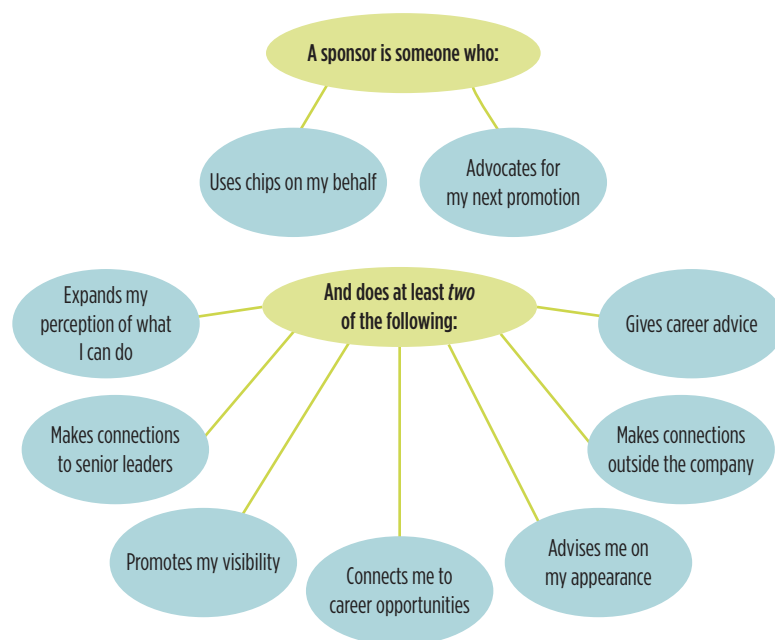 A sponsor is someone who:
Uses chips on my behalf
Advocates for
my next promotion
And does at least two
of the following:
Expands my
perception of what
I can do
Gives career advice
Makes connections
to senior leaders
Makes connections
outside the company
Promotes my visibility
Connects me to
career opportunities
Advises me on
my appearance